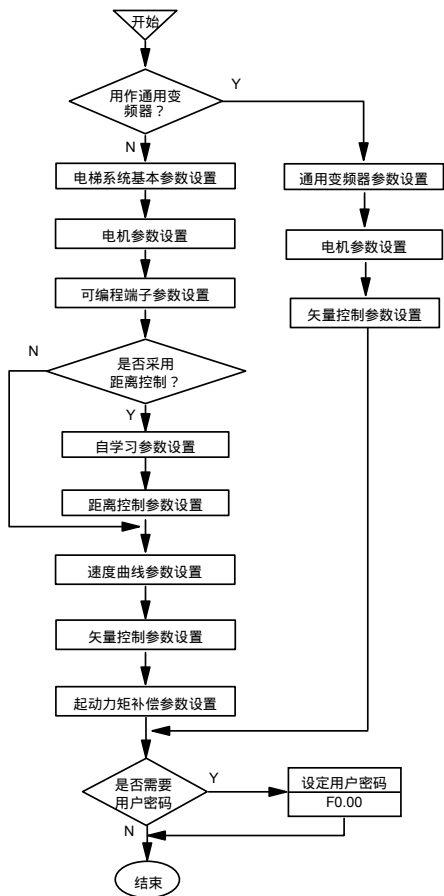 开始
用作通用变
频器？
Y
N
电梯系统基本参数设置
通用变频器参数设置
电机参数设置
电机参数设置
可编程端子参数设置
矢量控制参数设置
N
是否采用
距离控制？
Y
自学习参数设置
距离控制参数设置
速度曲线参数设置
矢量控制参数设置
起动力矩补偿参数设置
是否需要
用户密码
Y
设定用户密码
F0.00
N
结束